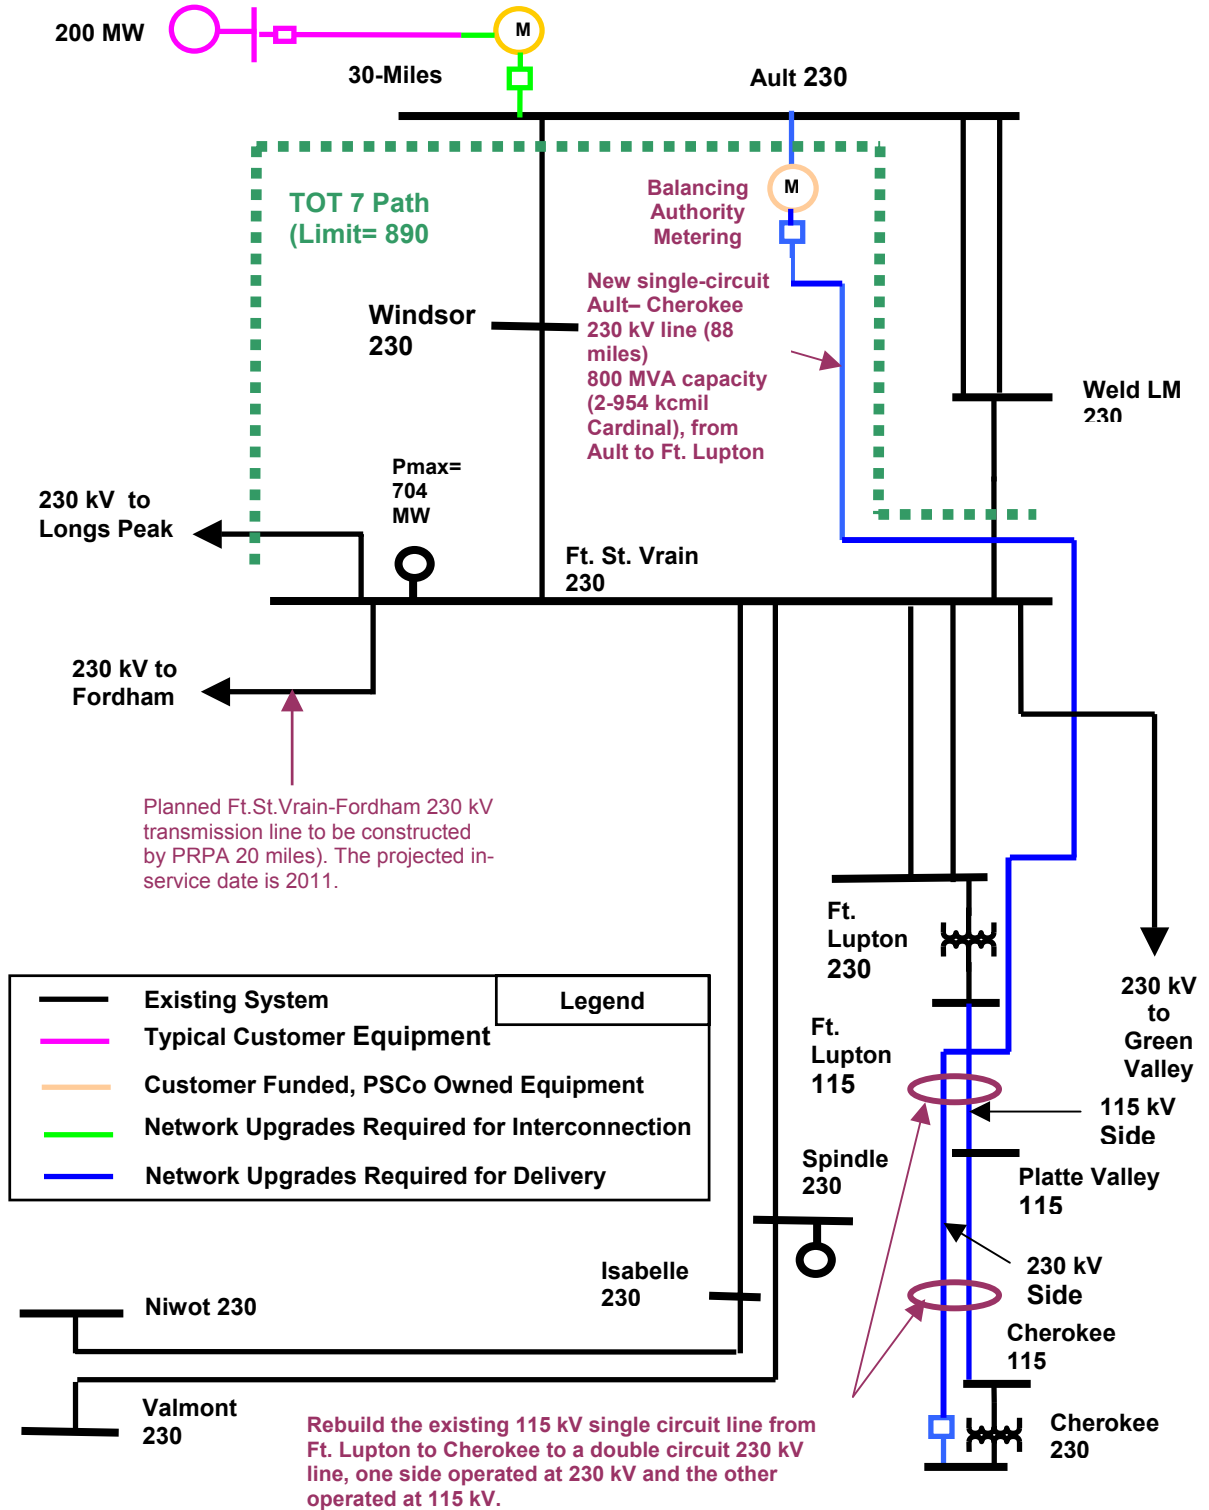 200 MW
M
30-Miles
Ault 230
TOT 7 Path
(Limit= 890
Balancing
Authority
Metering
M
New single-circuit
Ault– Cherokee
230 kV line (88
miles)
800 MVA capacity
(2-954 kcmil
Cardinal), from
Ault to Ft. Lupton
Windsor
230
Weld LM
230
Pmax=
704
MW
230 kV to
Longs Peak
Ft. St. Vrain
230
230 kV to
Fordham
Planned Ft.St.Vrain-Fordham 230 kV
transmission line to be constructed
by PRPA 20 miles). The projected in-
service date is 2011.
Ft.
Lupton
230
230 kV
to
Green
Valley
Legend
Existing System
Typical Customer Equipment
Customer Funded, PSCo Owned Equipment
Network Upgrades Required for Interconnection
Network Upgrades Required for Delivery
Ft.
Lupton
115
115 kV
Side
Spindle
230
Platte Valley
115
Isabelle
230
230 kV
Side
Niwot 230
Cherokee
115
Valmont
230
Rebuild the existing 115 kV single circuit line from
Ft. Lupton to Cherokee to a double circuit 230 kV
line, one side operated at 230 kV and the other
operated at 115 kV.
Cherokee
230